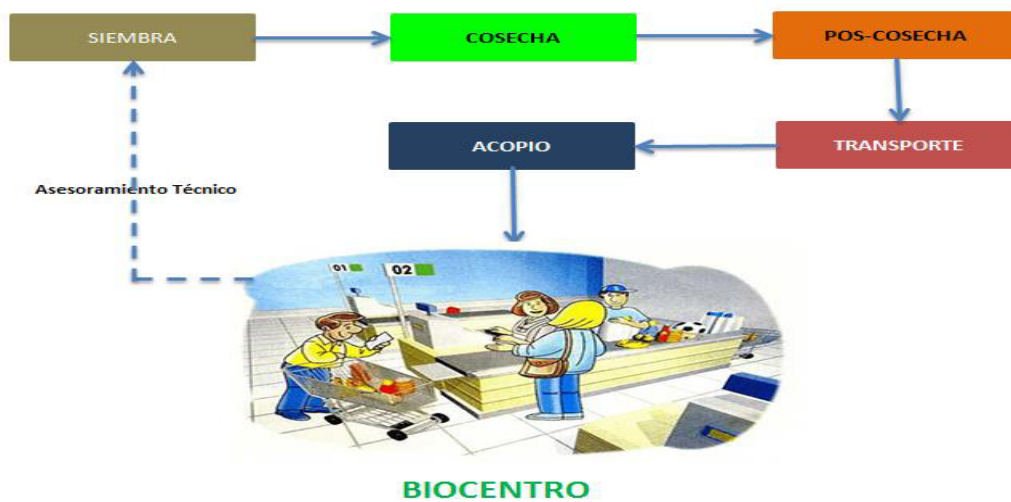 SIEMBRA
COSECHA
POS-COSECHA
ACOPIO
TRANSPORTE
Asesoramiento Técnico
01
02
BIOCENTRO